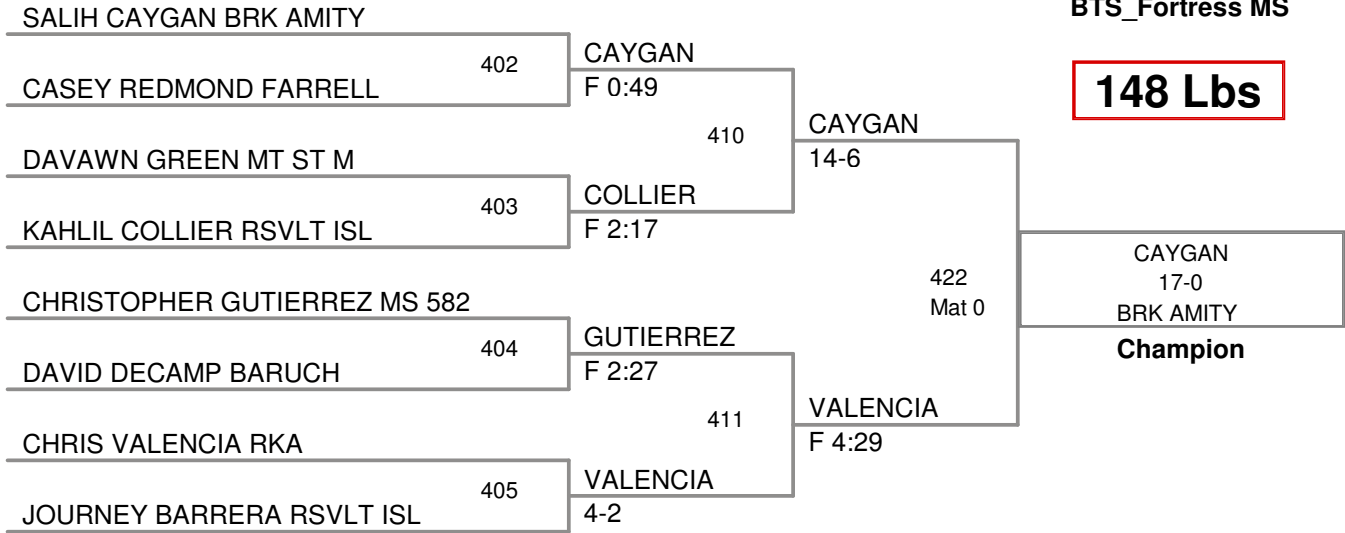 BTS_Fortress MS
148 Lbs
SALIH CAYGAN BRK AMITY
402
CASEY REDMOND FARRELL
CAYGAN
F 0:49
DAVAWN GREEN MT ST M
403
KAHLIL COLLIER RSVLT ISL
COLLIER
F 2:17
410
CAYGAN
14-6
CHRISTOPHER GUTIERREZ MS 582
404
DAVID DECAMP BARUCH
GUTIERREZ
F 2:27
CHRIS VALENCIA RKA
405
JOURNEY BARRERA RSVLT ISL
VALENCIA
4-2
411
VALENCIA
F 4:29
422
Mat 0
CAYGAN
17-0
BRK AMITY
Champion